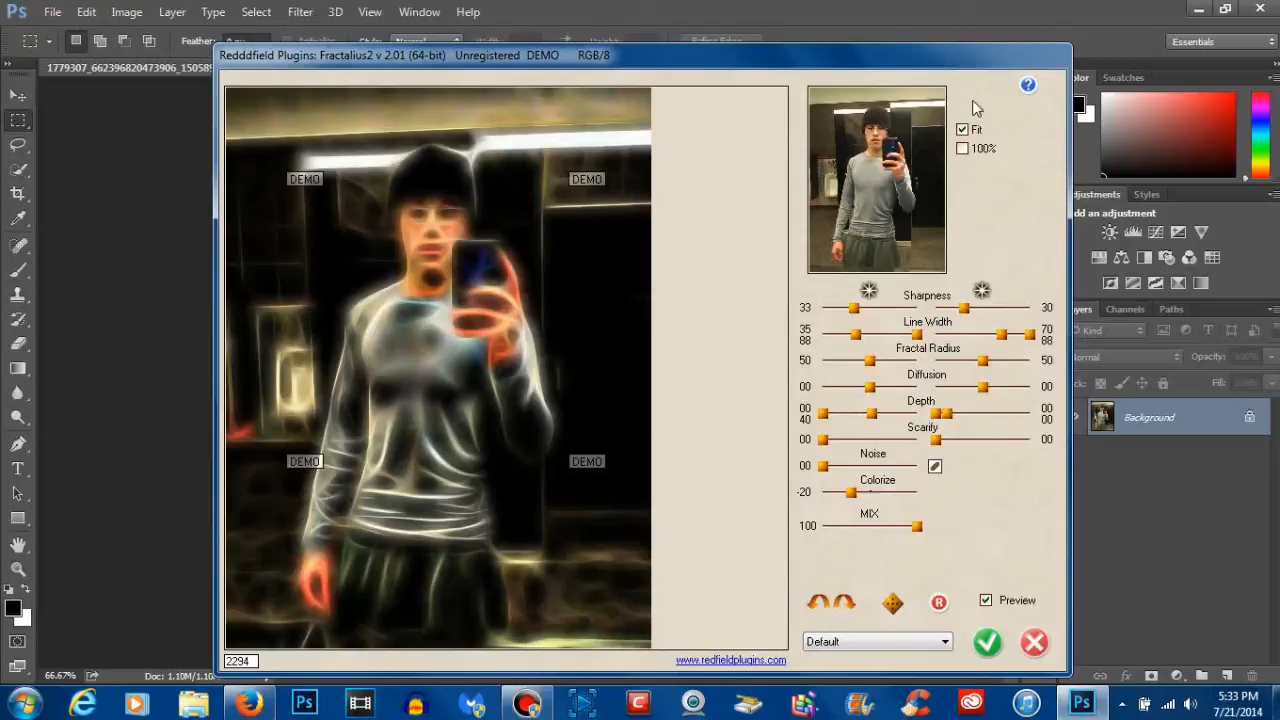 Ps File Edit Image Layer Type Select Filter 3D View Window Help
Feather: Style: Normal Refine Edge... Essentials
1779307_662396820473906_15058
Redddfield Plugins: Fractalius2 v 2.01 (64-bit) Unregistered DEMO RGB/8
DEMO DEMO
DEMO DEMO
2294
www.redfieldplugins.com
Fit
100%
Sharpness
33 30
Line Width
35 70
88 88
Fractal Radius
50 50
Diffusion
00 00
Depth
00 00
40 00
Scarify
00 00
Noise
00
Colorize
-20
MIX
100
R Preview
Default
Swatches
Styles
Add an adjustment
Channels Paths
Kind
Opacity: 100%
Fill:
Background
66.67% Doc: 1.10M/1.10
5:33 PM
7/21/2014